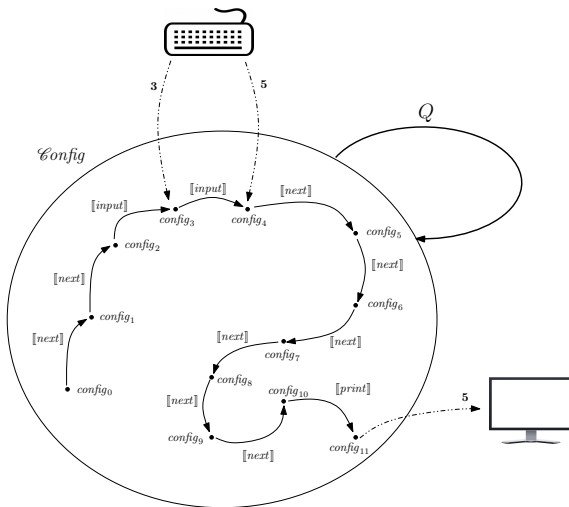 3
5
Q
𝒞onfig
⟦input⟧
⟦input⟧
⟦next⟧
config₃
config₄
config₅
config₂
⟦next⟧
⟦next⟧
config₆
config₁
⟦next⟧
⟦next⟧
⟦next⟧
config₇
config₈
config₀
config₁₀
⟦print⟧
⟦next⟧
5
config₉
config₁₁
⟦next⟧